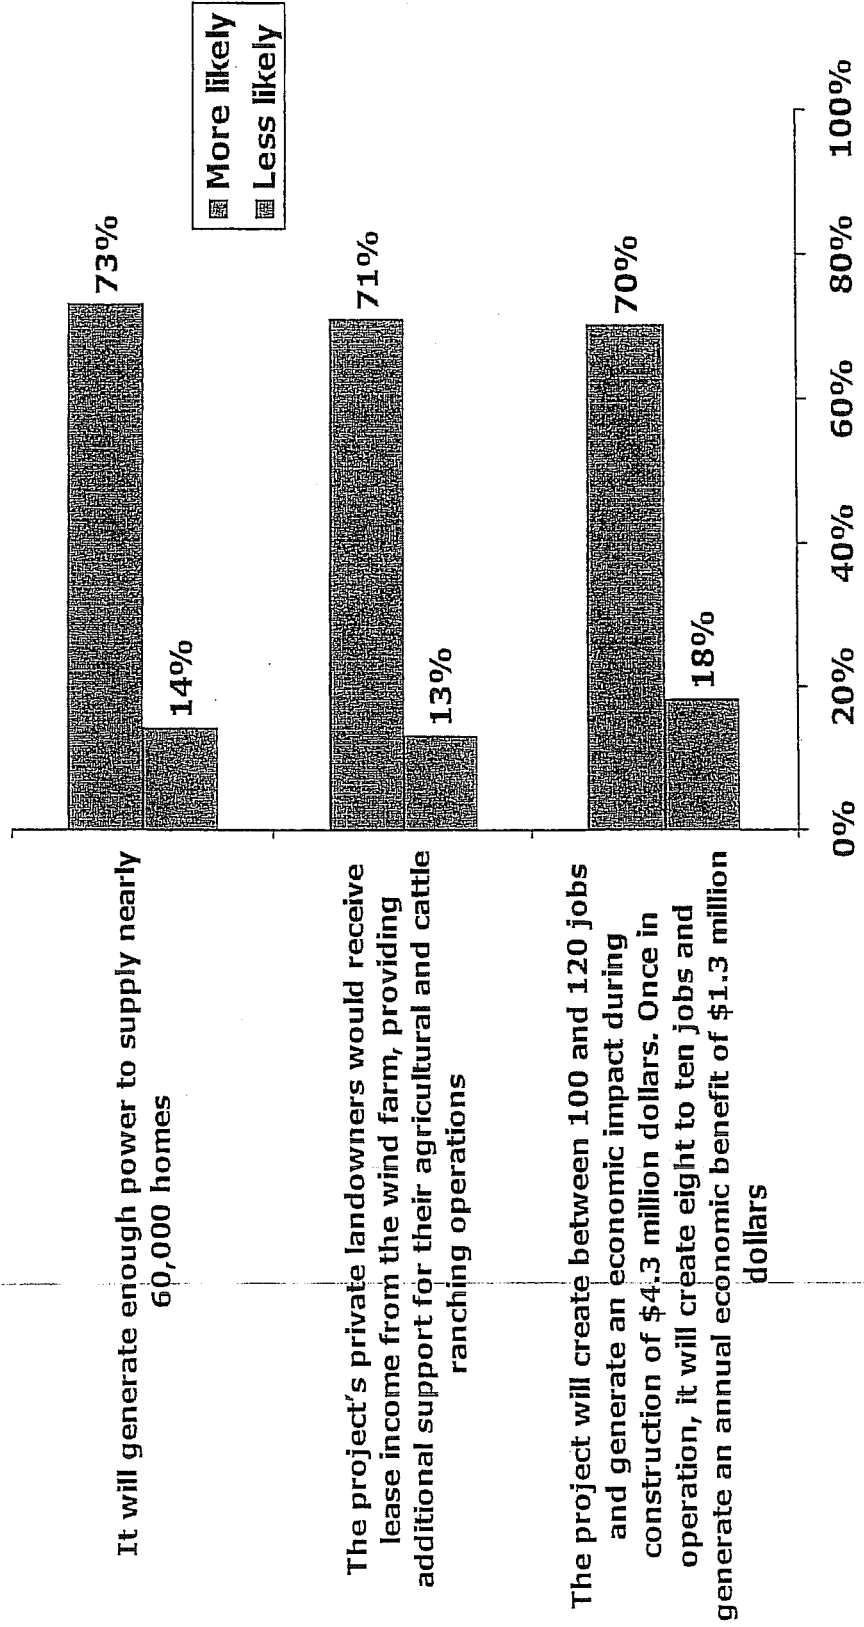 It will generate enough power to supply nearly
60,000 homes
73%
14%
The project's private landowners would receive
lease income from the wind farm, providing
additional support for their agricultural and cattle
ranching operations
71%
13%
The project will create between 100 and 120 jobs
and generate an economic impact during
construction of $4.3 million dollars. Once in
operation, it will create eight to ten jobs and
generate an annual economic benefit of $1.3 million
dollars
70%
18%
More likely
Less likely
0% 20% 40% 60% 80% 100%